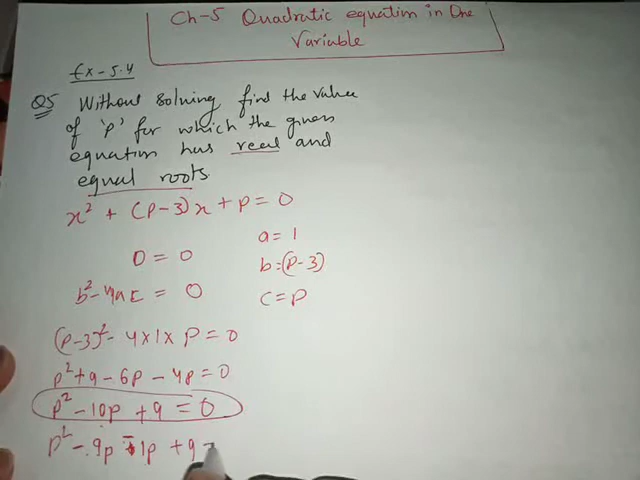 Ch-5 Quadratic equation in One
Variable
Ex-5.4
Q5 Without solving find the value
of 'p' for which the given
equation has real and
equal roots.
x² + (P-3)x + p = 0
D = 0
a = 1
b = (P-3)
c = P
b² - 4ac = 0
(P-3)² - 4x1x P = 0
p² + 9 - 6p - 4p = 0
p² - 10p + 9 = 0
p² - 9p - 1p + 9 =